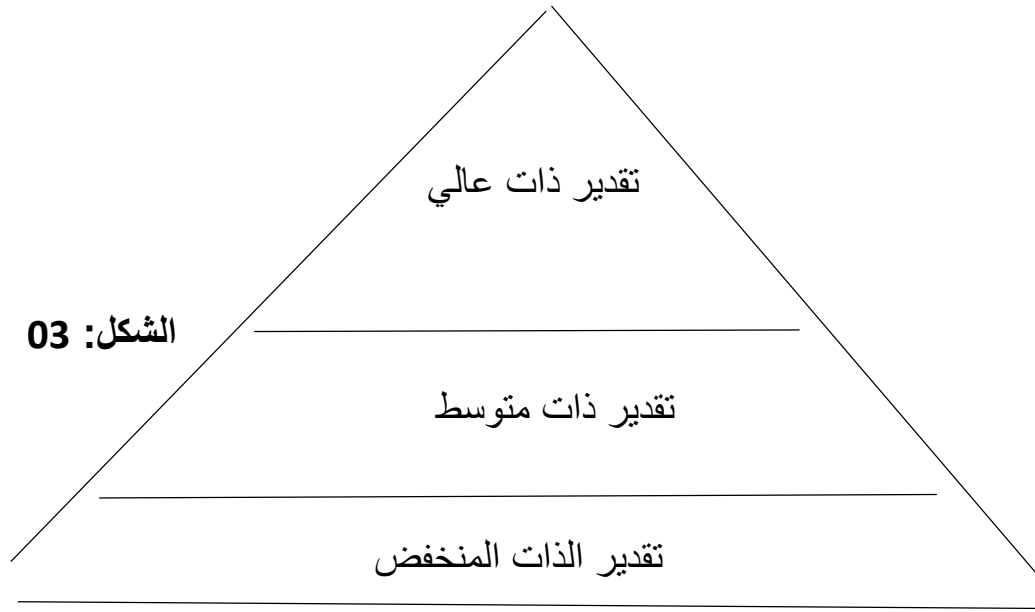 تقدير ذات عالي
الشكل: 03
تقدير ذات متوسط
تقدير الذات المنخفض